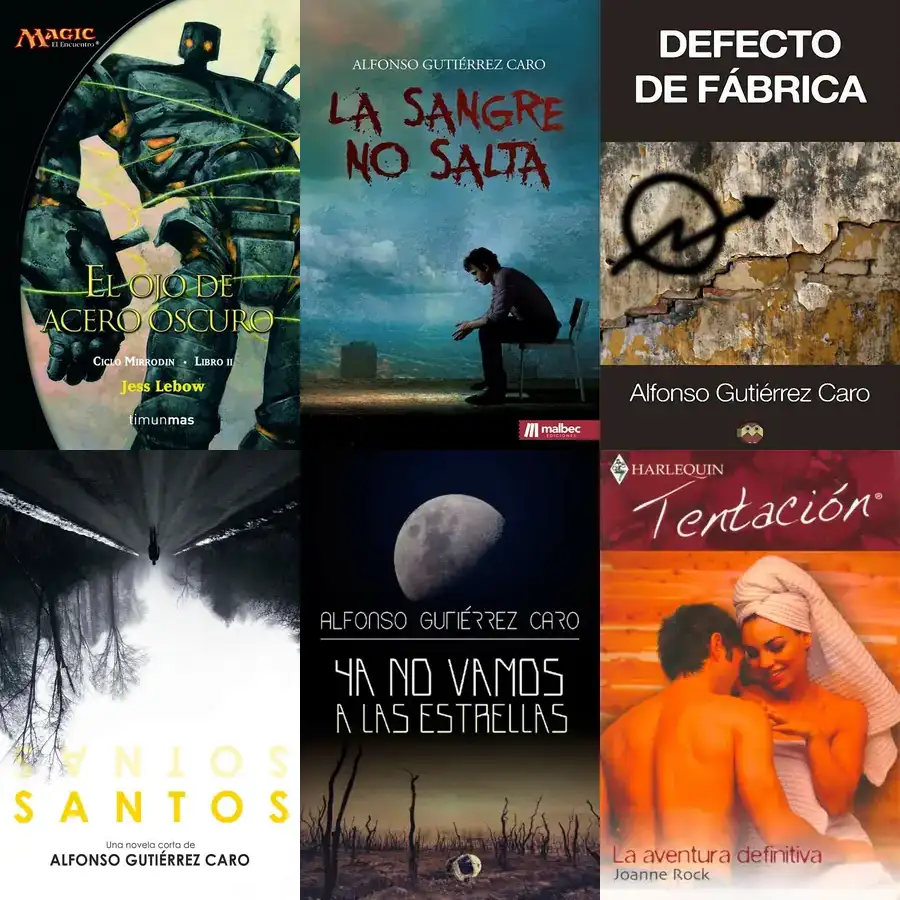 MAGIC
El Encuentro®
EL OJO DE
ACERO OSCURO
CICLO MIRRODIN • LIBRO II
Jess Lebow
timunmas
ALFONSO GUTIÉRREZ CARO
LA SANGRE
NO SALTA
malbec
EDICIONES
DEFECTO
DE FÁBRICA
Alfonso Gutiérrez Caro
SANTOS
SANTOS
Una novela corta de
ALFONSO GUTIÉRREZ CARO
ALFONSO GUTIÉRREZ CARO
YA NO VAMOS
A LAS ESTRELLAS
HARLEQUIN
Tentación®
La aventura definitiva
Joanne Rock